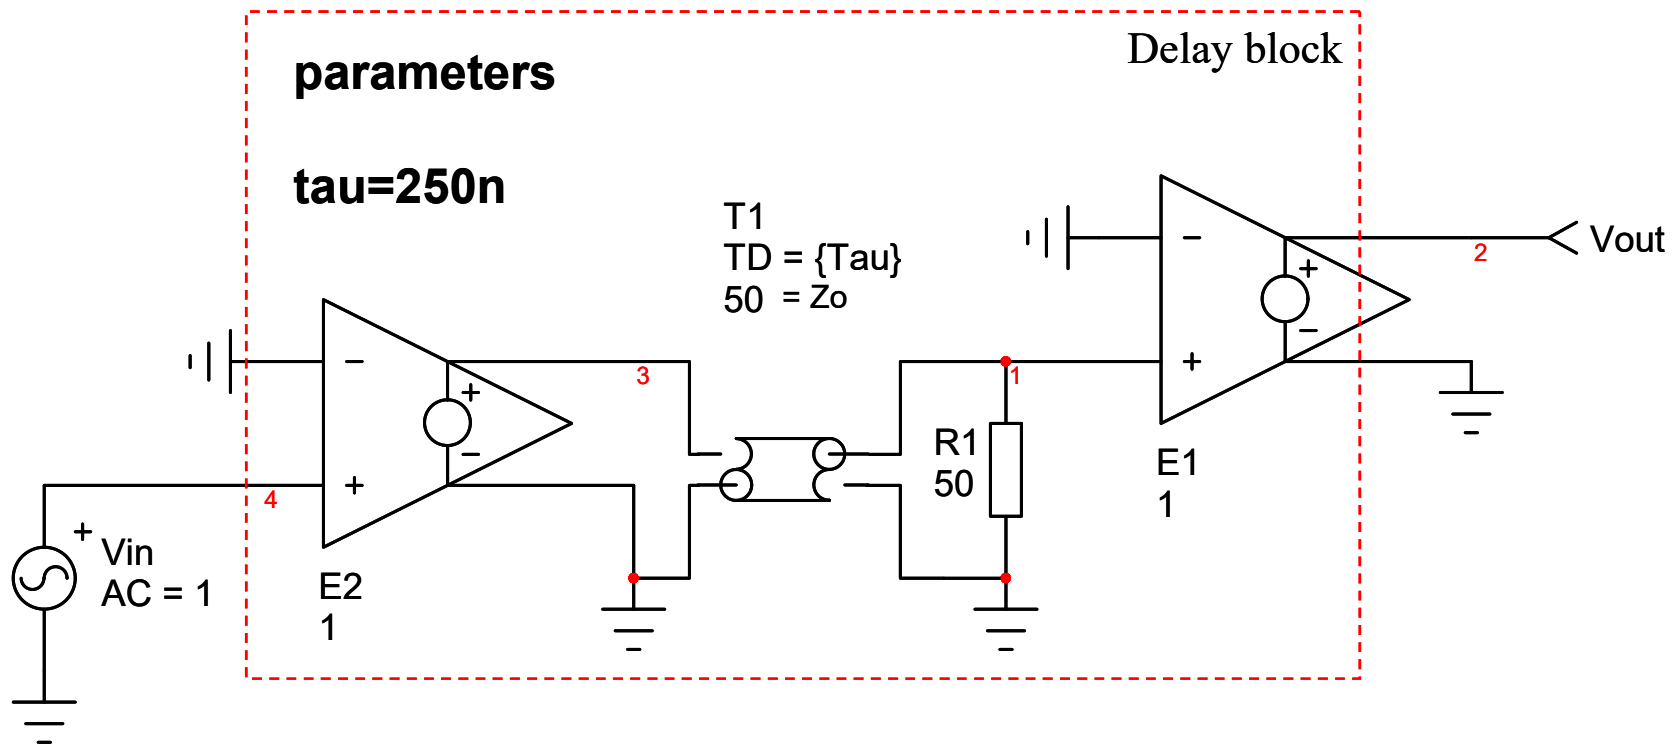 parameters
Delay block
tau=250n
T1
TD = {Tau}
50 = Zo
−
+
−
2
Vout
−
+
−
3
+
1
R1
50
E1
1
+
4
+
Vin
AC = 1
E2
1